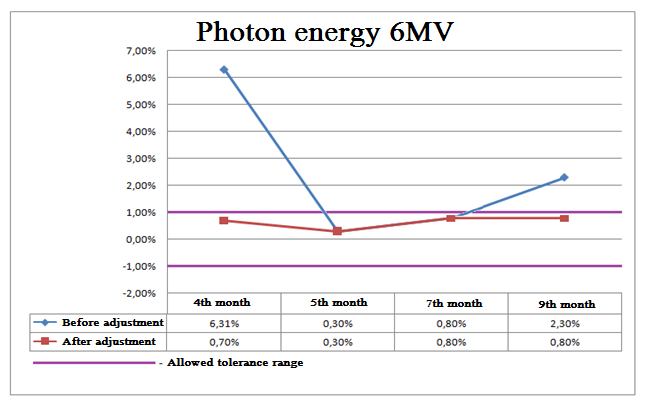 Photon energy 6MV
7,00%
6,00%
5,00%
4,00%
3,00%
2,00%
1,00%
0,00%
-1,00%
-2,00%
4th month 5th month 7th month 9th month
Before adjustment 6,31% 0,30% 0,80% 2,30%
After adjustment 0,70% 0,30% 0,80% 0,80%
- Allowed tolerance range